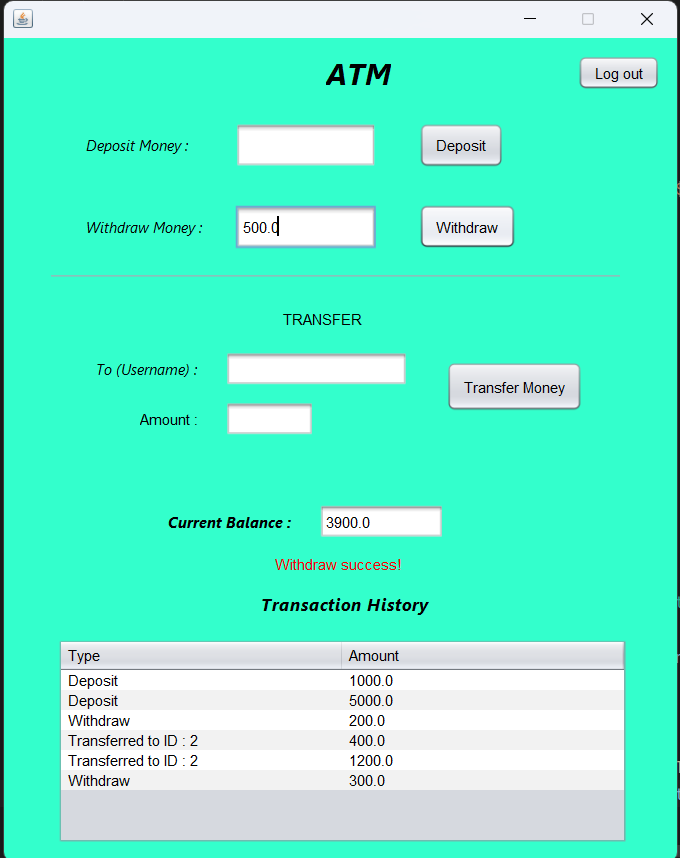 ATM
Log out
Deposit Money :
Deposit
Withdraw Money :
500.0
Withdraw
TRANSFER
To (Username) :
Transfer Money
Amount :
Current Balance :
3900.0
Withdraw success!
Transaction History
Type Amount
Deposit 1000.0
Deposit 5000.0
Withdraw 200.0
Transferred to ID : 2 400.0
Transferred to ID : 2 1200.0
Withdraw 300.0